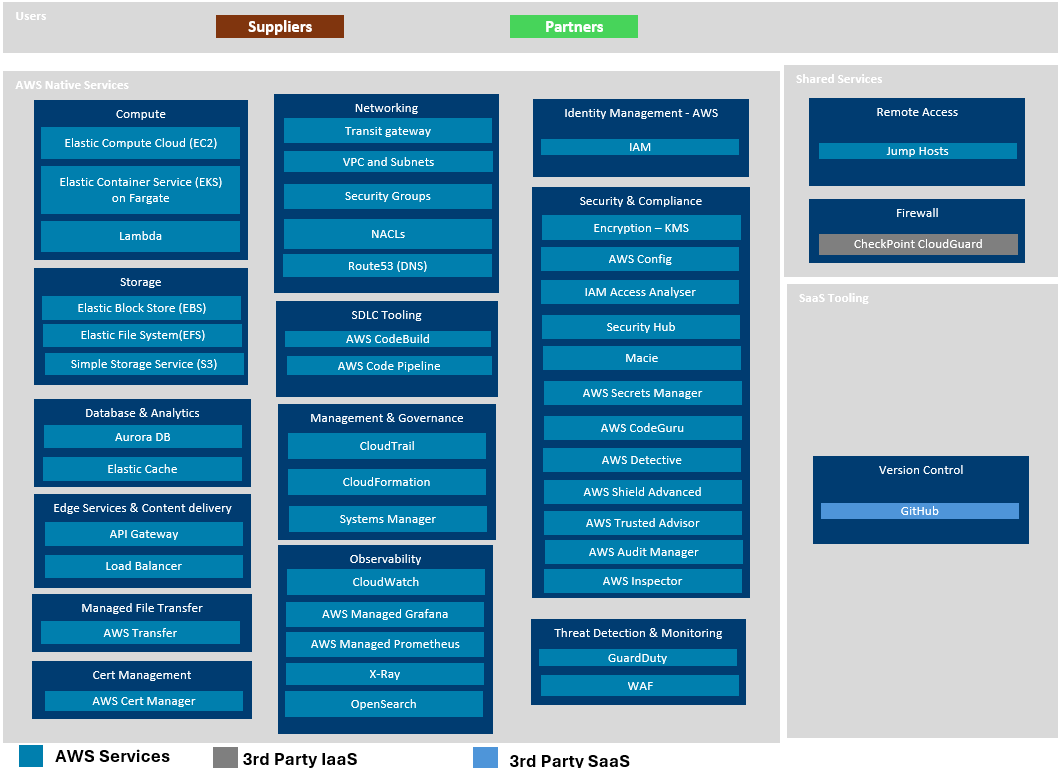 Users
Suppliers
Partners
AWS Native Services
Compute
Elastic Compute Cloud (EC2)
Elastic Container Service (EKS)
on Fargate
Lambda
Storage
Elastic Block Store (EBS)
Elastic File System(EFS)
Simple Storage Service (S3)
Database & Analytics
Aurora DB
Elastic Cache
Edge Services & Content delivery
API Gateway
Load Balancer
Managed File Transfer
AWS Transfer
Cert Management
AWS Cert Manager
Networking
Transit gateway
VPC and Subnets
Security Groups
NACLs
Route53 (DNS)
SDLC Tooling
AWS CodeBuild
AWS Code Pipeline
Management & Governance
CloudTrail
CloudFormation
Systems Manager
Observability
CloudWatch
AWS Managed Grafana
AWS Managed Prometheus
X-Ray
OpenSearch
Identity Management - AWS
IAM
Security & Compliance
Encryption – KMS
AWS Config
IAM Access Analyser
Security Hub
Macie
AWS Secrets Manager
AWS CodeGuru
AWS Detective
AWS Shield Advanced
AWS Trusted Advisor
AWS Audit Manager
AWS Inspector
Threat Detection & Monitoring
GuardDuty
WAF
Shared Services
Remote Access
Jump Hosts
Firewall
CheckPoint CloudGuard
SaaS Tooling
Version Control
GitHub
AWS Services
3rd Party IaaS
3rd Party SaaS